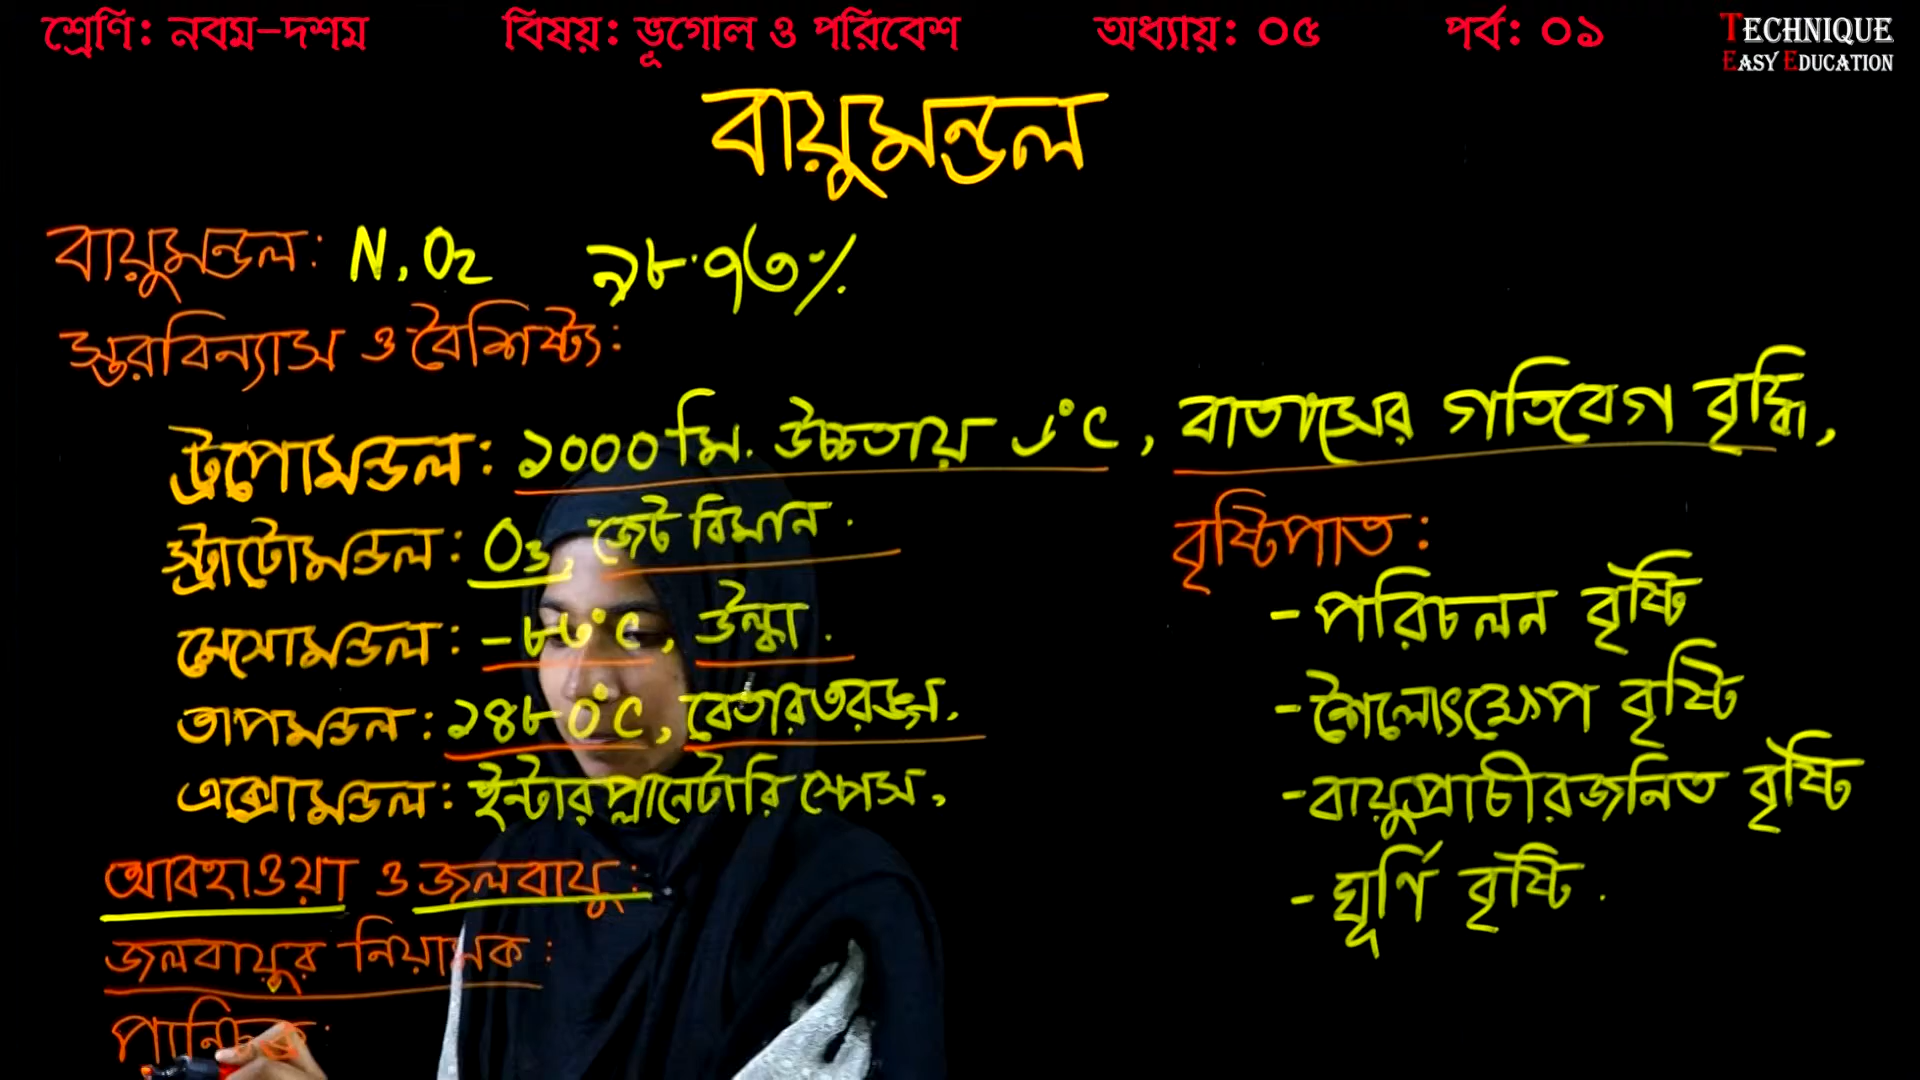 শ্রেণি: নবম-দশম বিষয়: ভূগোল ও পরিবেশ অধ্যায়: ০৫ পর্ব: ০১
TECHNIQUE
EASY EDUCATION
বায়ুমন্ডল
বায়ুমন্ডল: N, O2 ৯৮.৭৩%
স্তরবিন্যাস ও বৈশিষ্ট্য:
ট্রপোমন্ডল: ১০০০ মি. উচ্চতায় ৬°C, বাতাসের গতিবেগ বৃদ্ধি,
স্ট্রাটোমন্ডল: O3, জেট বিমান.
মেসোমন্ডল: -৮৩°C, উল্কা.
তাপমন্ডল: ১৪৮০°C, বেতারতরঙ্গ.
এক্সোমন্ডল: ইন্টারপ্লানেটারি স্পেস,
আবহাওয়া ও জলবায়ু:
জলবায়ুর নিয়ামক:
পানিচক্র:
বৃষ্টিপাত:
- পরিচলন বৃষ্টি
- শৈলোৎক্ষেপ বৃষ্টি
- বায়ুপ্রাচীরজনিত বৃষ্টি
- ঘূর্ণি বৃষ্টি.